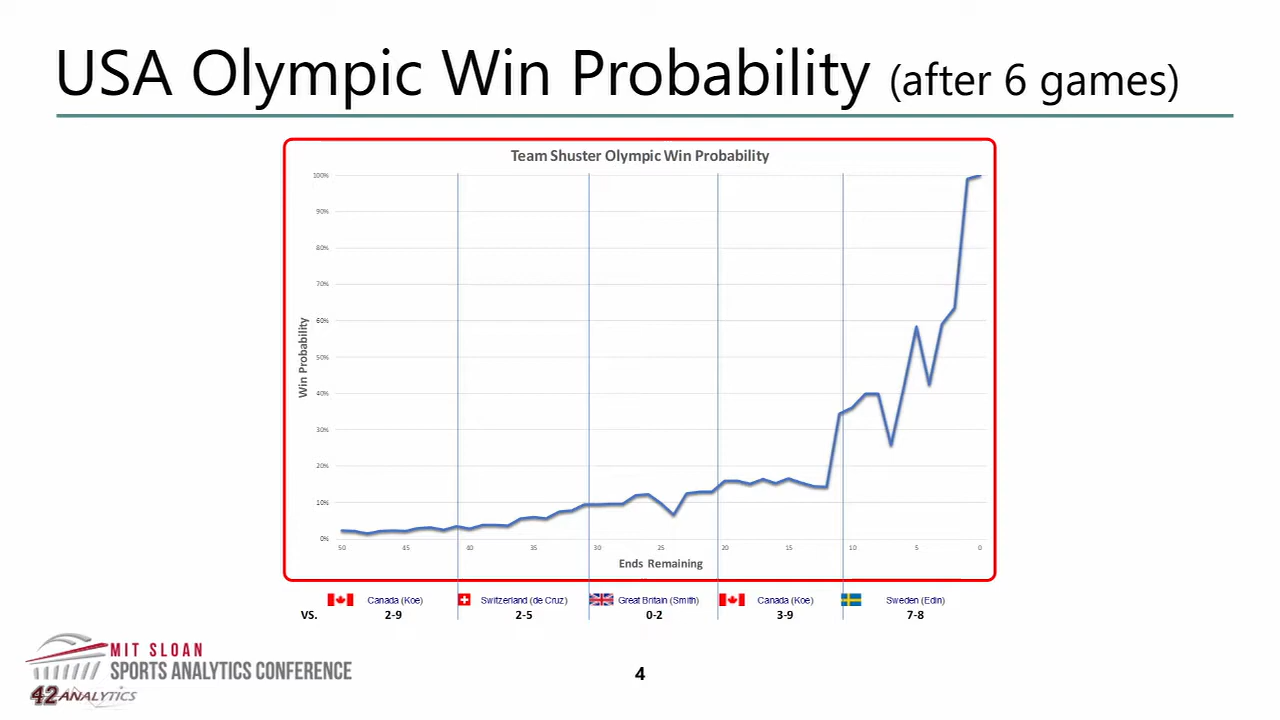 USA Olympic Win Probability (after 6 games)
Team Shuster Olympic Win Probability
100%
90%
80%
70%
60%
50%
40%
30%
20%
10%
0%
Win Probability
50 45 40 35 30 25 20 15 10 5 0
Ends Remaining
Canada (Koe) Switzerland (de Cruz) Great Britain (Smith) Canada (Koe) Sweden (Edin)
VS. 2-9 2-5 0-2 3-9 7-8
MIT SLOAN
SPORTS ANALYTICS CONFERENCE
42 ANALYTICS
4